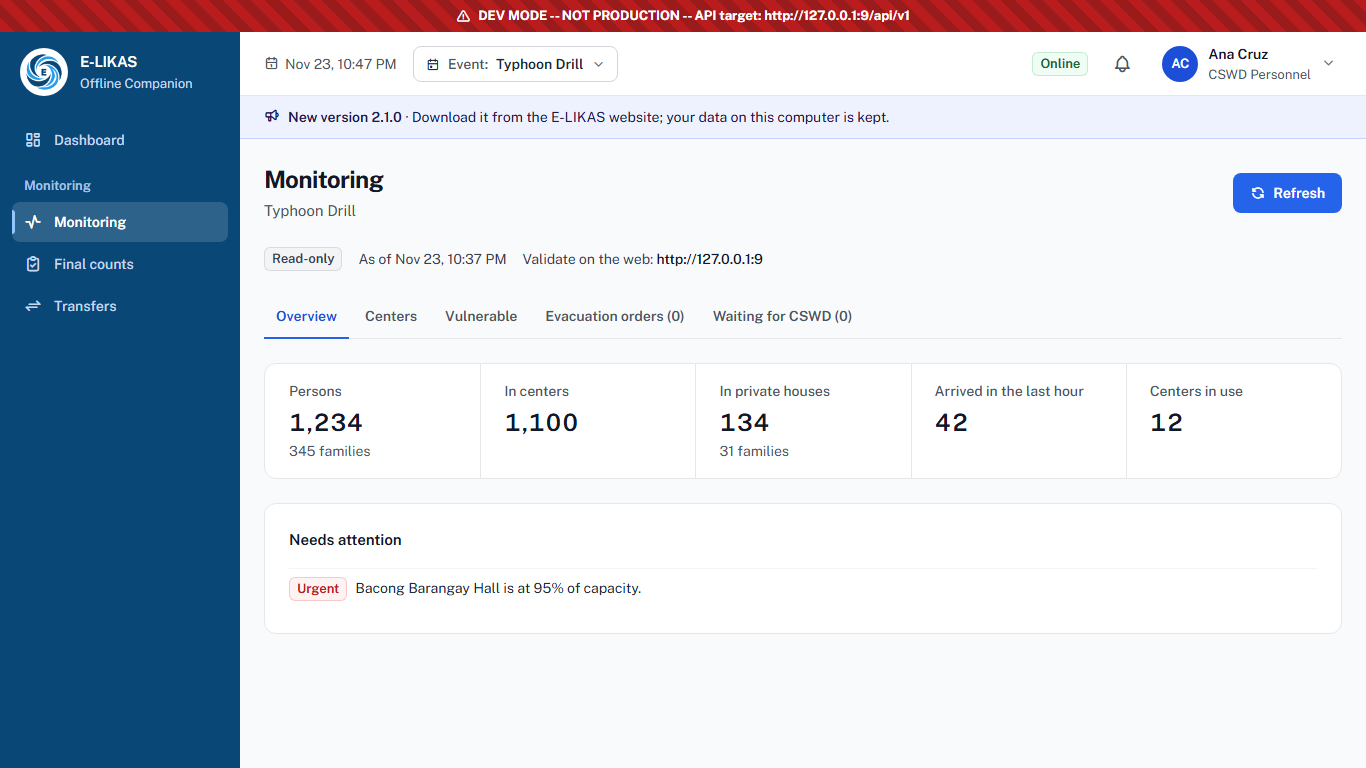 DEV MODE -- NOT PRODUCTION -- API target: http://127.0.0.1:9/api/v1
E-LIKAS
Offline Companion
Dashboard
Monitoring
Monitoring
Final counts
Transfers
Nov 23, 10:47 PM
Event: Typhoon Drill
Online
AC
Ana Cruz
CSWD Personnel
New version 2.1.0 · Download it from the E-LIKAS website; your data on this computer is kept.
Monitoring
Typhoon Drill
Refresh
Read-only As of Nov 23, 10:37 PM Validate on the web: http://127.0.0.1:9
Overview Centers Vulnerable Evacuation orders (0) Waiting for CSWD (0)
Persons
1,234
345 families
In centers
1,100
In private houses
134
31 families
Arrived in the last hour
42
Centers in use
12
Needs attention
Urgent Bacong Barangay Hall is at 95% of capacity.